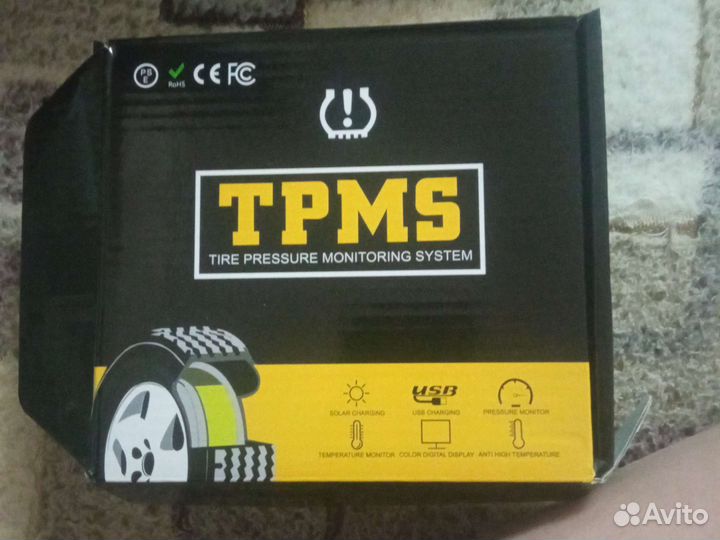 PB
E
RoHS
CE FC
TPMS
TIRE PRESSURE MONITORING SYSTEM
USB
SOLAR CHARGING USB CHARGING PRESSURE MONITOR
TEMPERATURE MONITOR COLOR DIGITAL DISPLAY ANTI HIGH TEMPERATURE
Avito